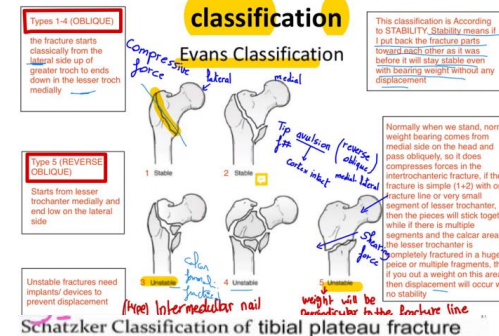 classification
Evans Classification
Types 1-4 (OBLIQUE)
the fracture starts
classically from the
lateral side up of
greater troch to ends
down in the lesser troch
medially
Type 5 (REVERSE
OBLIQUE)
Starts from lesser
trochanter medially and
end low on the lateral
side
Unstable fractures need
implants/ devices to
prevent displacement
Compressive
force
lateral
medial
1 Stable
2 Stable
Tip avulsion
f##
cortex intact
(reverse
oblique)
medial lateral
Shearing
force
3 Unstable
4 Unstable
5 Unstable
(type) Intermedular nail
weight will be
perpendicular to the fracture line
This classification is According
to STABILITY, Stability means if
I put back the fracture parts
toward each other as it was
before it will stay stable even
with bearing weight without any
displacement
Normally when we stand, norm
weight bearing comes from
medial side on the head and
pass obliquely, so it does
compresses forces in the
intertrochanteric fracture, if the
fracture is simple (1+2) with o
fracture line or very small
segment of lesser trochanter,
then the pieces will stick toget
while if there is multiple
segments and the calcar area
the lesser trochanter is
completely fractured in a huge
peice or multiple fragments, th
if you out a weight on this area
then displacement will occur w
no stability
Schatzker Classification of tibial plateau fracture